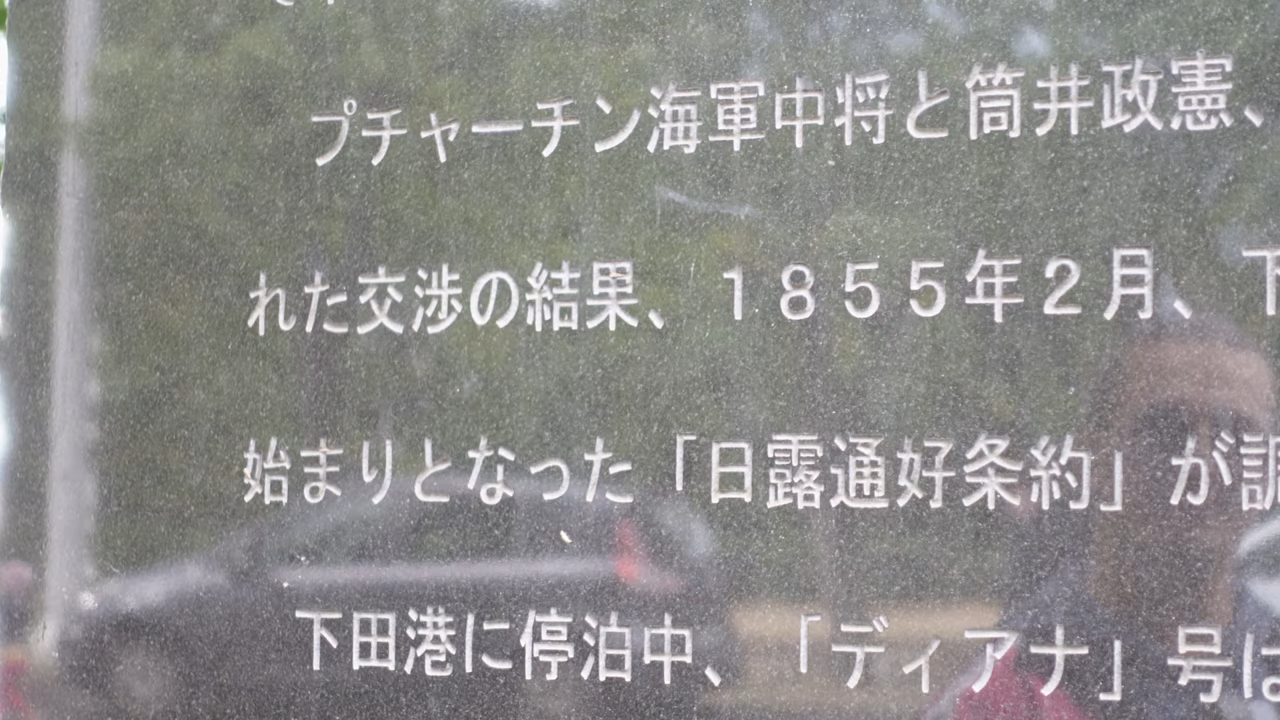 プチャーチン海軍中将と筒井政憲、
れた交渉の結果、1855年2月、下
始まりとなった「日露通好条約」が
下田港に停泊中、「ディアナ」号は